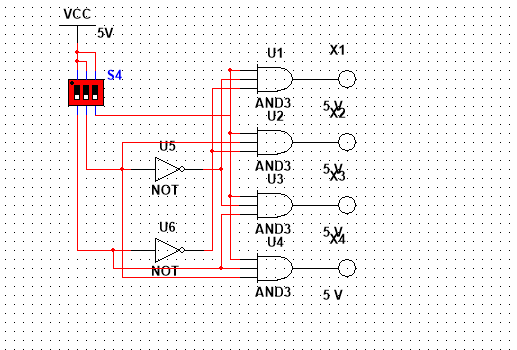 VCC
5V
S4
U1
X1
AND3
5 V
U2
X2
U5
NOT
AND3
5 V
U3
X3
U6
NOT
AND3
5 V
U4
X4
AND3
5 V